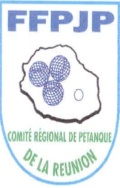 FFPJP
COMITÉ RÉGIONAL DE PETANQUE
DE LA REUNION